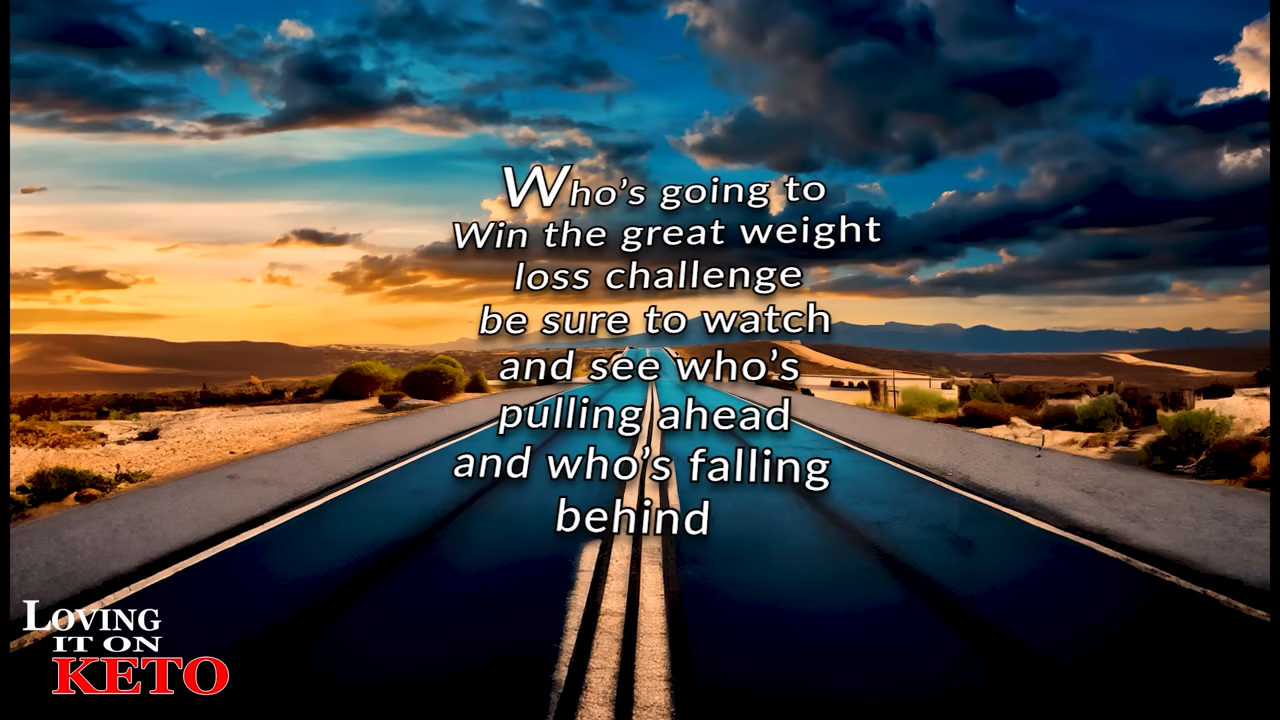 Who's going to
Win the great weight
loss challenge
be sure to watch
and see who's
pulling ahead
and who's falling
behind
LOVING
IT ON
KETO